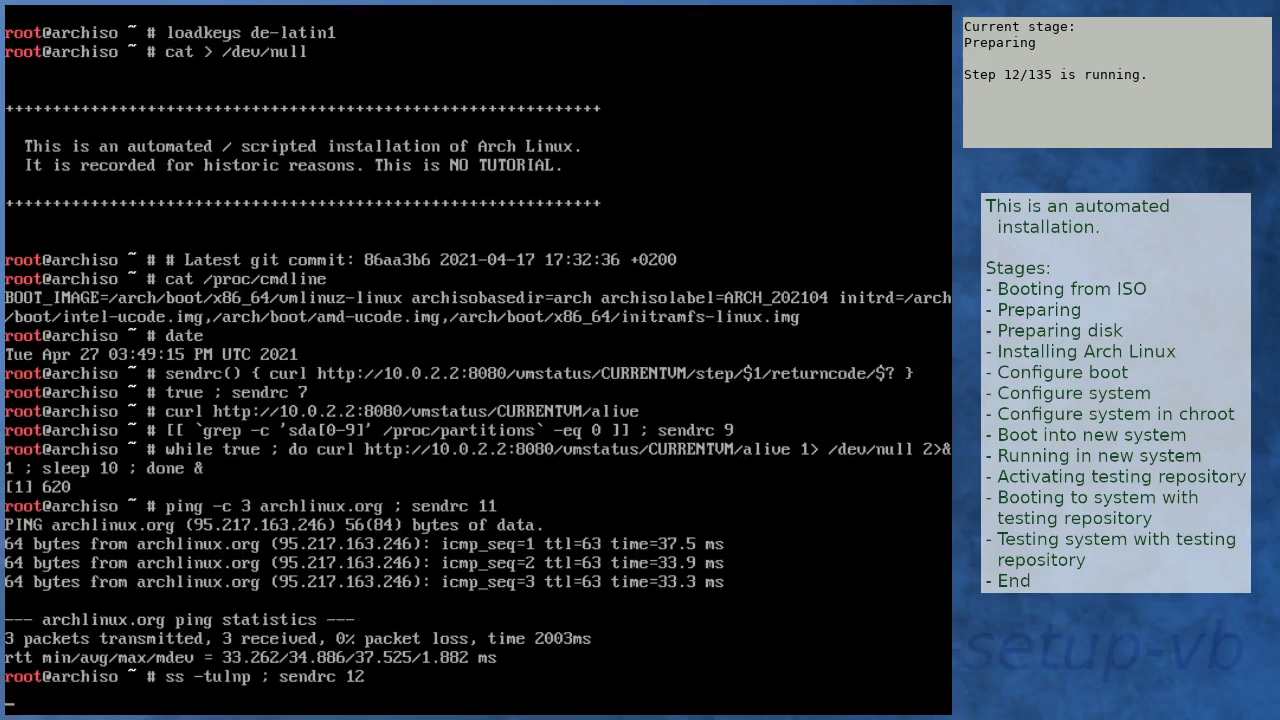 root@archiso ~ # loadkeys de-latin1
root@archiso ~ # cat > /dev/null
+++++++++++++++++++++++++++++++++++++++++++++++++++++++++++++++
This is an automated / scripted installation of Arch Linux.
It is recorded for historic reasons. This is NO TUTORIAL.
+++++++++++++++++++++++++++++++++++++++++++++++++++++++++++++++
root@archiso ~ # # Latest git commit: 86aa3b6 2021-04-17 17:32:36 +0200
root@archiso ~ # cat /proc/cmdline
BOOT_IMAGE=/arch/boot/x86_64/vmlinuz-linux archisobasedir=arch archisolabel=ARCH_202104 initrd=/arch
/boot/intel-ucode.img,/arch/boot/amd-ucode.img,/arch/boot/x86_64/initramfs-linux.img
root@archiso ~ # date
Tue Apr 27 03:49:15 PM UTC 2021
root@archiso ~ # sendrc() { curl http://10.0.2.2:8080/vmstatus/CURRENTVM/step/$1/returncode/$? }
root@archiso ~ # true ; sendrc 7
root@archiso ~ # curl http://10.0.2.2:8080/vmstatus/CURRENTVM/alive
root@archiso ~ # [[ `grep -c 'sda[0-9]' /proc/partitions` -eq 0 ]] ; sendrc 9
root@archiso ~ # while true ; do curl http://10.0.2.2:8080/vmstatus/CURRENTVM/alive 1> /dev/null 2>&
1 ; sleep 10 ; done &
[1] 620
root@archiso ~ # ping -c 3 archlinux.org ; sendrc 11
PING archlinux.org (95.217.163.246) 56(84) bytes of data.
64 bytes from archlinux.org (95.217.163.246): icmp_seq=1 ttl=63 time=37.5 ms
64 bytes from archlinux.org (95.217.163.246): icmp_seq=2 ttl=63 time=33.9 ms
64 bytes from archlinux.org (95.217.163.246): icmp_seq=3 ttl=63 time=33.3 ms
--- archlinux.org ping statistics ---
3 packets transmitted, 3 received, 0% packet loss, time 2003ms
rtt min/avg/max/mdev = 33.262/34.886/37.525/1.882 ms
root@archiso ~ # ss -tulnp ; sendrc 12
_
Current stage:
Preparing
Step 12/135 is running.
This is an automated
installation.
Stages:
- Booting from ISO
- Preparing
- Preparing disk
- Installing Arch Linux
- Configure boot
- Configure system
- Configure system in chroot
- Boot into new system
- Running in new system
- Activating testing repository
- Booting to system with
testing repository
- Testing system with testing
repository
- End
-setup-vb